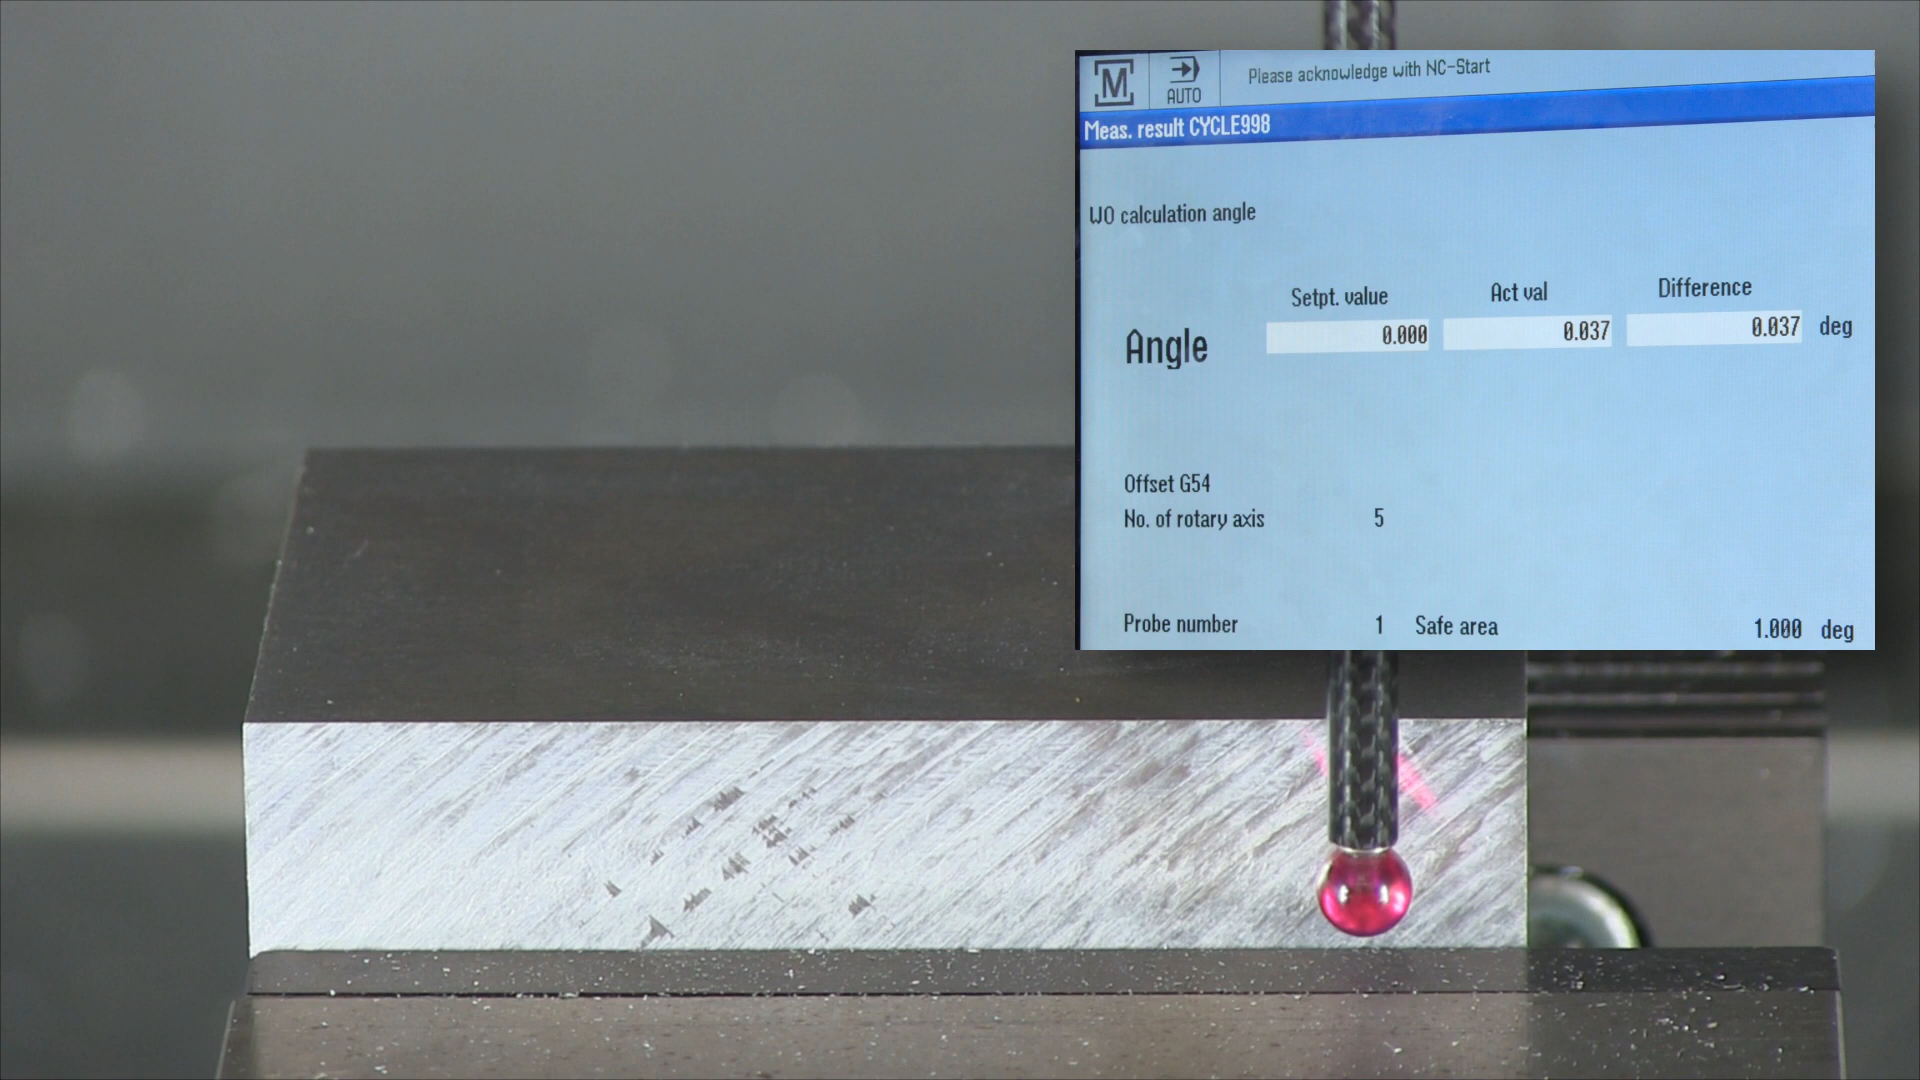 M
AUTO
Please acknowledge with NC-Start
Meas. result CYCLE998
WO calculation angle
Setpt. value Act val Difference
Angle 0.000 0.037 0.037 deg
Offset G54
No. of rotary axis 5
Probe number 1 Safe area 1.000 deg